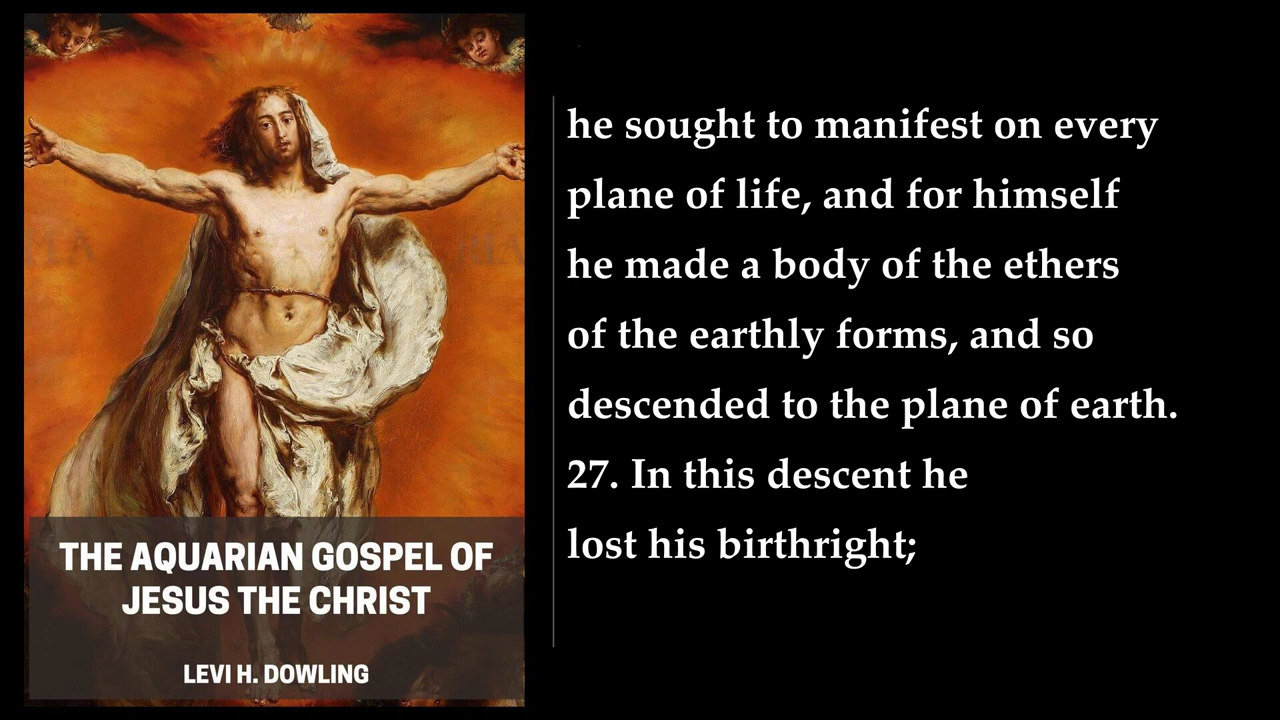 he sought to manifest on every
plane of life, and for himself
he made a body of the ethers
of the earthly forms, and so
descended to the plane of earth.
27. In this descent he
lost his birthright;
THE AQUARIAN GOSPEL OF
JESUS THE CHRIST
LEVI H. DOWLING